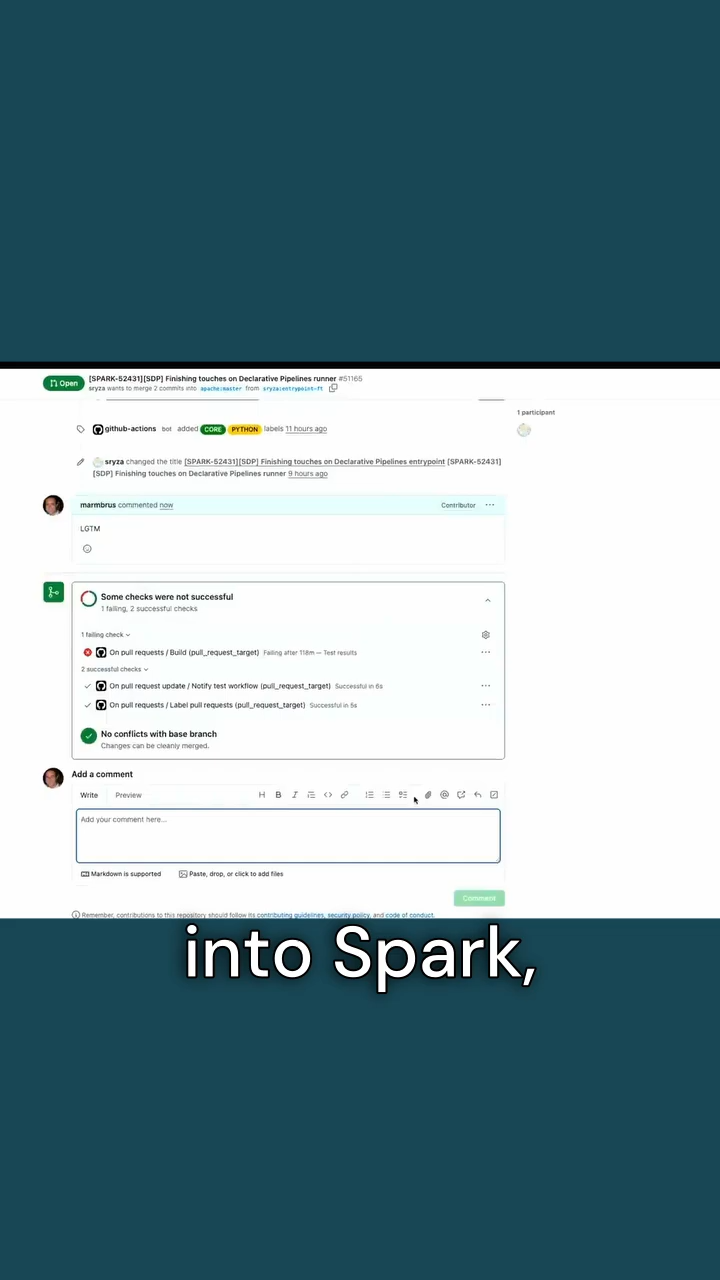 Open
[SPARK-52431][SDP] Finishing touches on Declarative Pipelines runner #51165
sryza wants to merge 2 commits into apache:master from sryza:entrypoint-ft
1 participant
github-actions bot added CORE PYTHON labels 11 hours ago
sryza changed the title [SPARK-52431][SDP] Finishing touches on Declarative Pipelines entrypoint [SPARK-52431]
[SDP] Finishing touches on Declarative Pipelines runner 9 hours ago
marmbrus commented now
Contributor
LGTM
Some checks were not successful
1 failing, 2 successful checks
1 failing check
On pull requests / Build (pull_request_target) Failing after 118m — Test results
2 successful checks
On pull request update / Notify test workflow (pull_request_target) Successful in 6s
On pull requests / Label pull requests (pull_request_target) Successful in 5s
No conflicts with base branch
Changes can be cleanly merged.
Add a comment
Write Preview
Add your comment here...
Markdown is supported
Paste, drop, or click to add files
Comment
Remember, contributions to this repository should follow its contributing guidelines, security policy, and code of conduct.
into Spark,